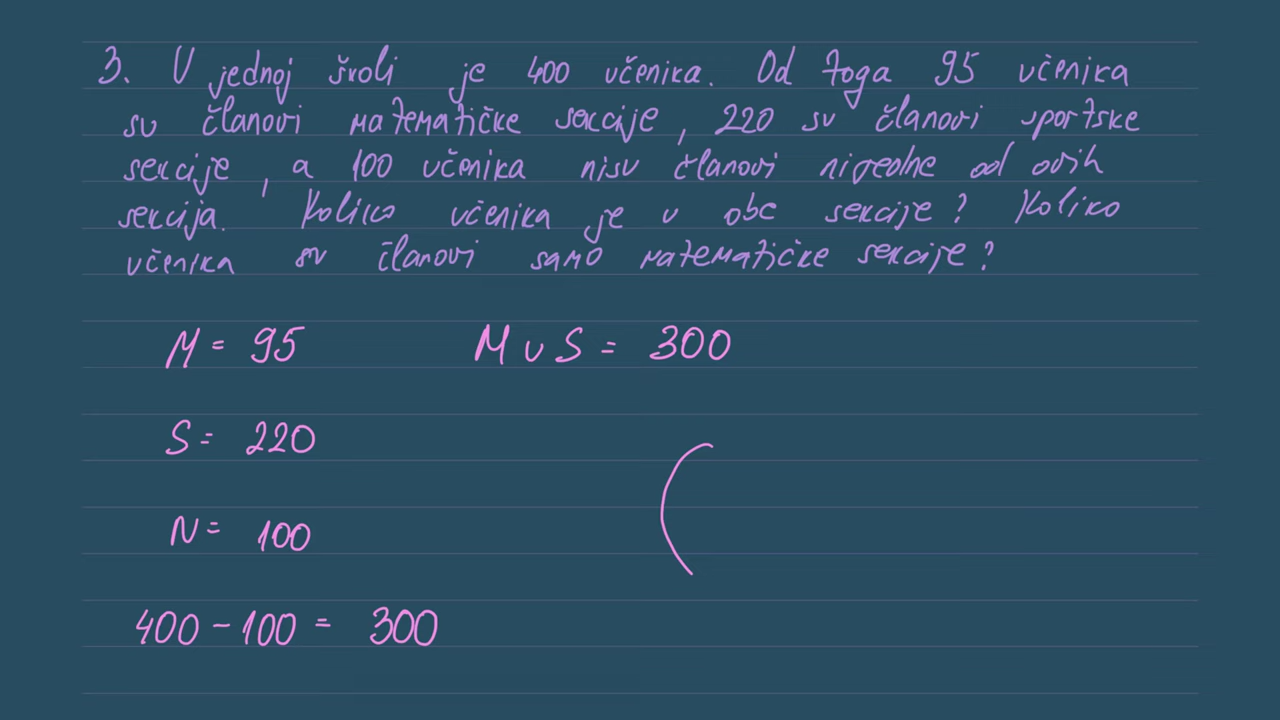 3. U jednoj školi je 400 učenika. Od toga 95 učenika
su članovi matematičke sekcije, 220 su članovi sportske
sekcije, a 100 učenika nisu članovi nijedne od ovih
sekcija. Koliko učenika je u obe sekcije? Koliko
učenika su članovi samo matematičke sekcije?
M = 95 M ∪ S = 300
S = 220
N = 100
400 - 100 = 300